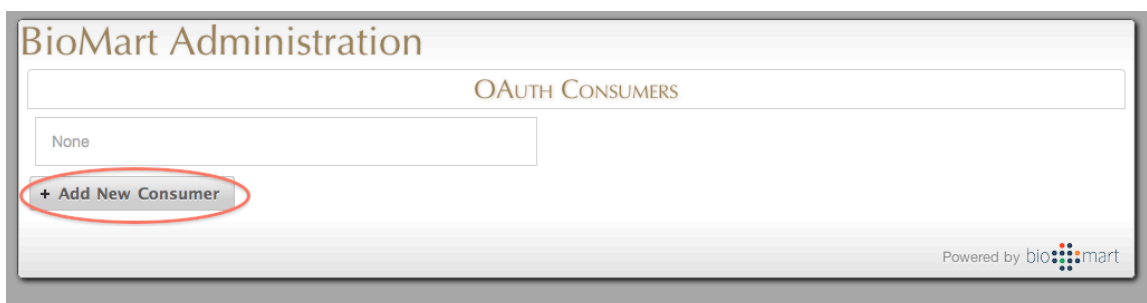 BioMart Administration
OAuth Consumers
None
+ Add New Consumer
Powered by biomart